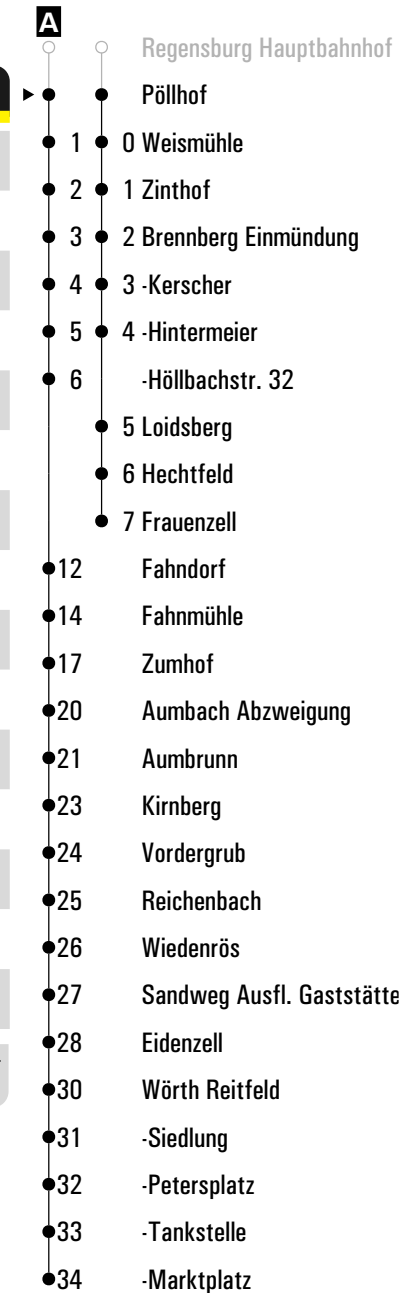 A
Regensburg Hauptbahnhof
Pöllhof
1 0 Weismühle
2 1 Zinthof
3 2 Brennberg Einmündung
4 3 -Kerscher
5 4 -Hintermeier
6 -Höllbachstr. 32
5 Loidsberg
6 Hechtfeld
7 Frauenzell
12 Fahndorf
14 Fahnmühle
17 Zumhof
20 Aumbach Abzweigung
21 Aumbrunn
23 Kirnberg
24 Vordergrub
25 Reichenbach
26 Wiedenrös
27 Sandweg Ausfl. Gaststätte
28 Eidenzell
30 Wörth Reitfeld
31 -Siedlung
32 -Petersplatz
33 -Tankstelle
34 -Marktplatz